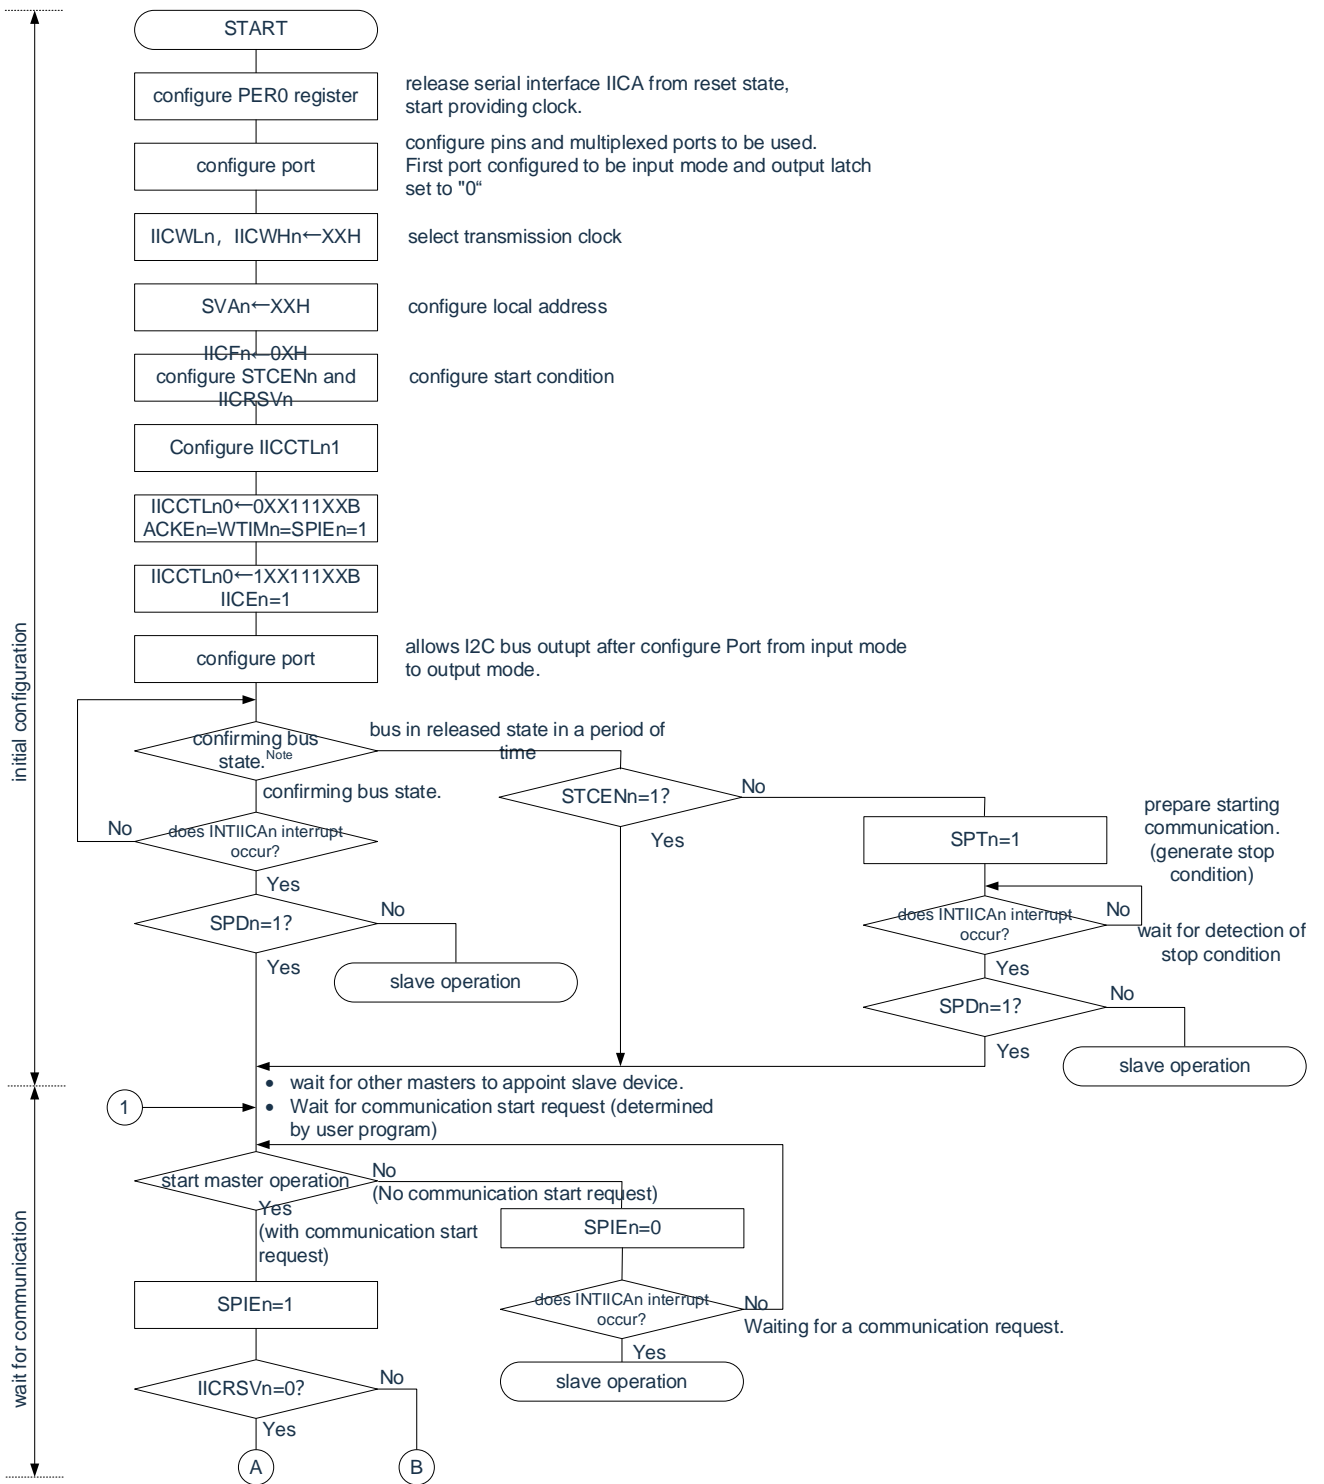 START
configure PER0 register
release serial interface IICA from reset state,
start providing clock.
configure port
configure pins and multiplexed ports to be used.
First port configured to be input mode and output latch
set to "0“
IICWLn, IICWHn←XXH
select transmission clock
SVAn←XXH
configure local address
IICFn←0XH
configure STCENn and
IICRSVn
configure start condition
Configure IICCTLn1
IICCTLn0←0XX111XXB
ACKEn=WTIMn=SPIEn=1
IICCTLn0←1XX111XXB
IICEn=1
configure port
allows I2C bus outupt after configure Port from input mode
to output mode.
initial configuration
confirming bus
state.Note
bus in released state in a period of
time
confirming bus state.
STCENn=1?
No
Yes
prepare starting
communication.
(generate stop
condition)
SPTn=1
does INTIICAn interrupt
occur?
No
Yes
does INTIICAn interrupt
occur?
No
Yes
wait for detection of
stop condition
SPDn=1?
No
Yes
slave operation
SPDn=1?
No
Yes
slave operation
wait for communication
1
• wait for other masters to appoint slave device.
• Wait for communication start request (determined
by user program)
start master operation
No
(No communication start request)
Yes
(with communication start
request)
SPIEn=0
SPIEn=1
does INTIICAn interrupt
occur?
No
Waiting for a communication request.
Yes
slave operation
IICRSVn=0?
No
Yes
A
B